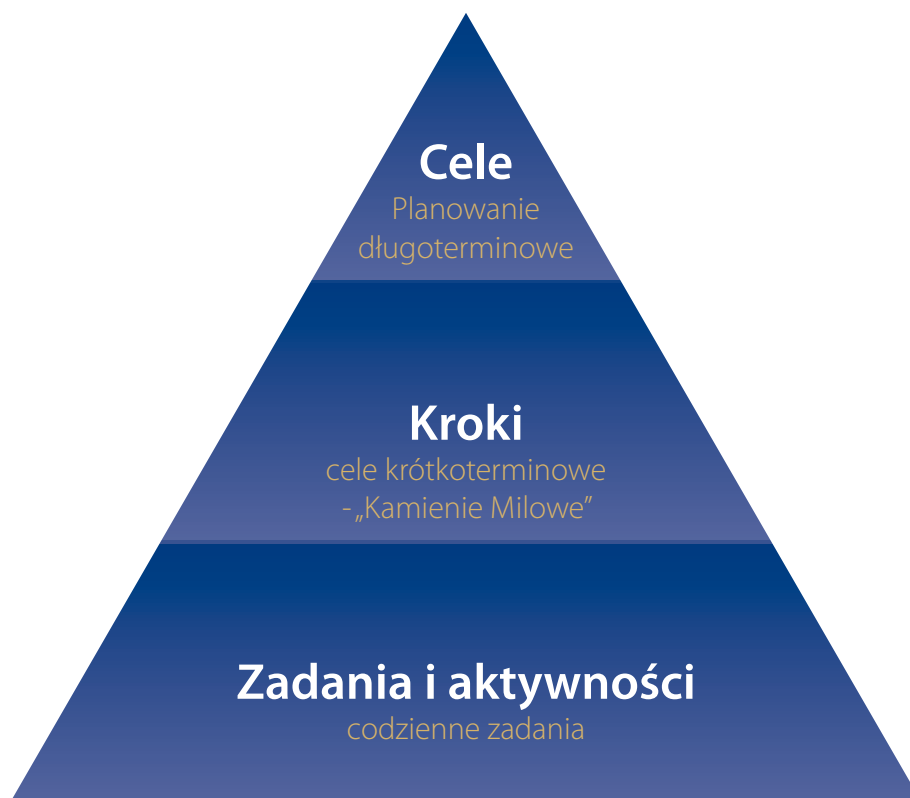 Cele
Planowanie
długoterminowe
Kroki
cele krótkoterminowe
-„Kamienie Milowe”
Zadania i aktywności
codzienne zadania